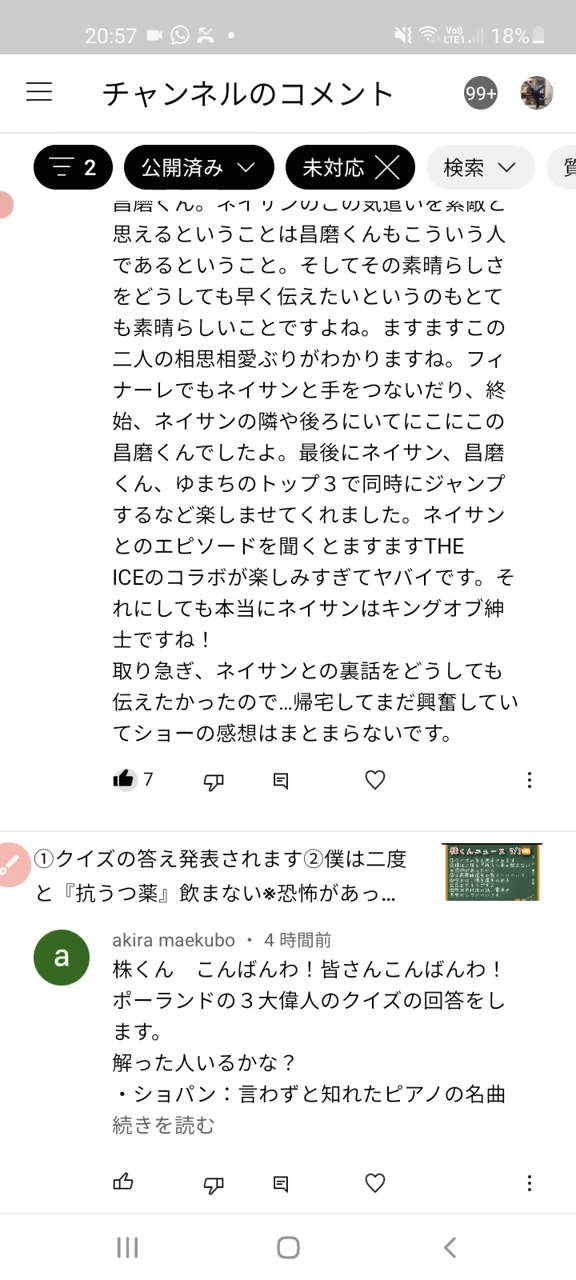 20:57
Vo)) LTE1 18%
チャンネルのコメント
99+
2 公開済み 未対応 検索
昌磨くん。ネイサンのこの気遣いを素敵と
思えるということは昌磨くんもこういう人
であるということ。そしてその素晴らしさ
をどうしても早く伝えたいというのもとて
も素晴らしいことですよね。ますますこの
二人の相思相愛ぶりがわかりますね。フィ
ナーレでもネイサンと手をつないだり、終
始、ネイサンの隣や後ろにいてにこにこの
昌磨くんでしたよ。最後にネイサン、昌磨
くん、ゆまちのトップ３で同時にジャンプ
するなど楽しませてくれました。ネイサン
とのエピソードを聞くとますますTHE
ICEのコラボが楽しみすぎてヤバイです。そ
れにしても本当にネイサンはキングオブ紳
士ですね！
取り急ぎ、ネイサンとの裏話をどうしても
伝えたかったので…帰宅してまだ興奮してい
てショーの感想はまとまらないです。
7
①クイズの答え発表されます②僕は二度
と『抗うつ薬』飲まない※恐怖があっ...
株くんニュース
a
akira maekubo ・ 4 時間前
株くん　こんばんわ！皆さんこんばんわ！
ポーランドの３大偉人のクイズの回答をし
ます。
解った人いるかな？
・ショパン：言わずと知れたピアノの名曲
続きを読む